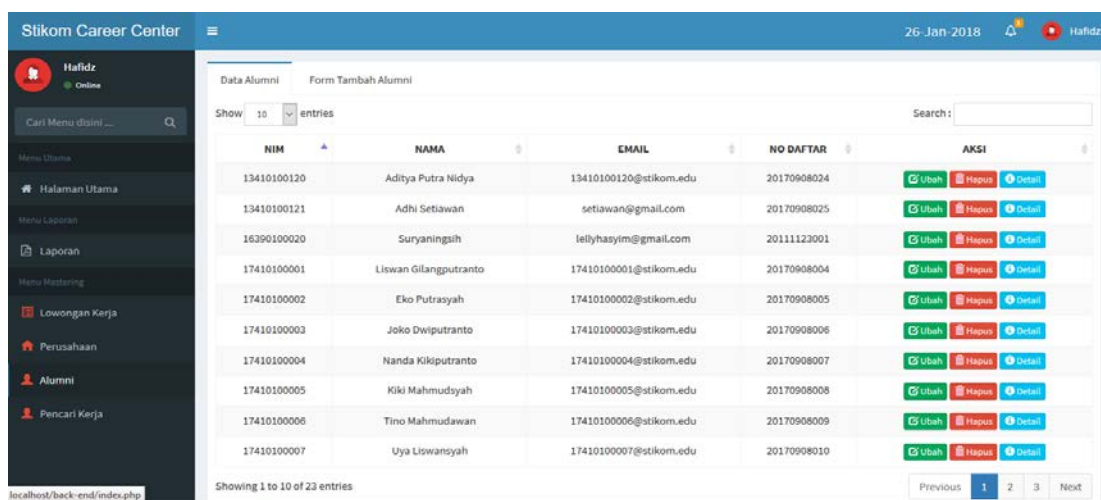 Stikom Career Center 26-Jan-2018 Hafidz
Hafidz
Online
Data Alumni Form Tambah Alumni
Cari Menu disini ...
Show 10 entries Search :
Menu Utama
NIM NAMA EMAIL NO DAFTAR AKSI
Halaman Utama
13410100120 Aditya Putra Nidya 13410100120@stikom.edu 20170908024 Ubah Hapus Detail
13410100121 Adhi Setiawan setiawan@gmail.com 20170908025 Ubah Hapus Detail
Menu Laporan
16390100020 Suryaningsih lellyhasyim@gmail.com 20111123001 Ubah Hapus Detail
Laporan
17410100001 Liswan Gilangputranto 17410100001@stikom.edu 20170908004 Ubah Hapus Detail
Menu Mastering
17410100002 Eko Putrasyah 17410100002@stikom.edu 20170908005 Ubah Hapus Detail
Lowongan Kerja
17410100003 Joko Dwiputranto 17410100003@stikom.edu 20170908006 Ubah Hapus Detail
Perusahaan
17410100004 Nanda Kikiputranto 17410100004@stikom.edu 20170908007 Ubah Hapus Detail
Alumni
17410100005 Kiki Mahmudsyah 17410100005@stikom.edu 20170908008 Ubah Hapus Detail
Pencari Kerja
17410100006 Tino Mahmudawan 17410100006@stikom.edu 20170908009 Ubah Hapus Detail
17410100007 Uya Liswansyah 17410100007@stikom.edu 20170908010 Ubah Hapus Detail
Showing 1 to 10 of 23 entries Previous 1 2 3 Next
localhost/back-end/index.php